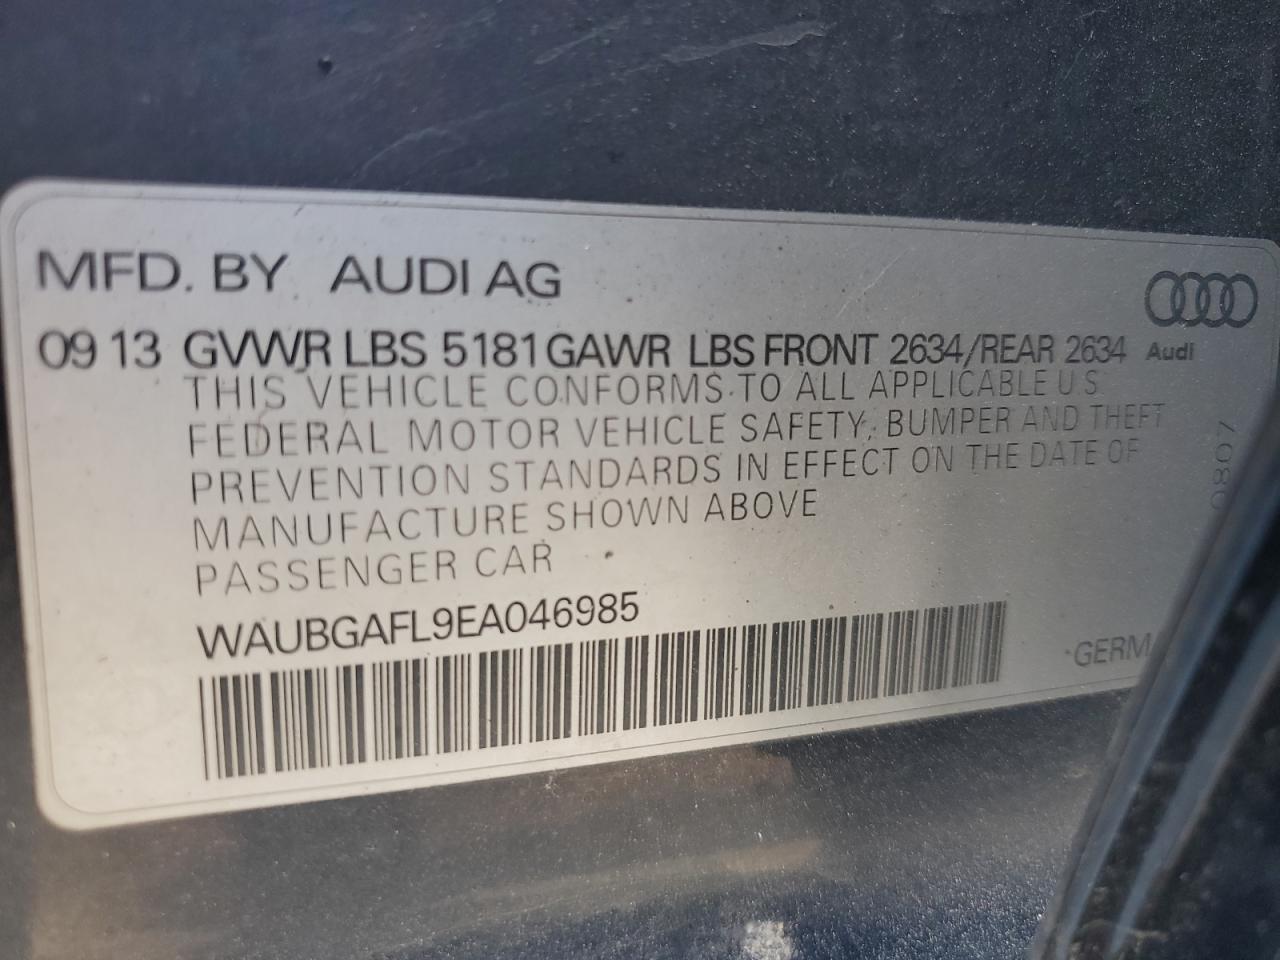 MFD. BY AUDI AG
09 13 GVWR LBS 5181 GAWR LBS FRONT 2634/REAR 2634 Audi
THIS VEHICLE CONFORMS TO ALL APPLICABLE U S
FEDERAL MOTOR VEHICLE SAFETY, BUMPER AND THEFT
PREVENTION STANDARDS IN EFFECT ON THE DATE OF
MANUFACTURE SHOWN ABOVE
PASSENGER CAR
WAUBGAFL9EA046985
GERMA